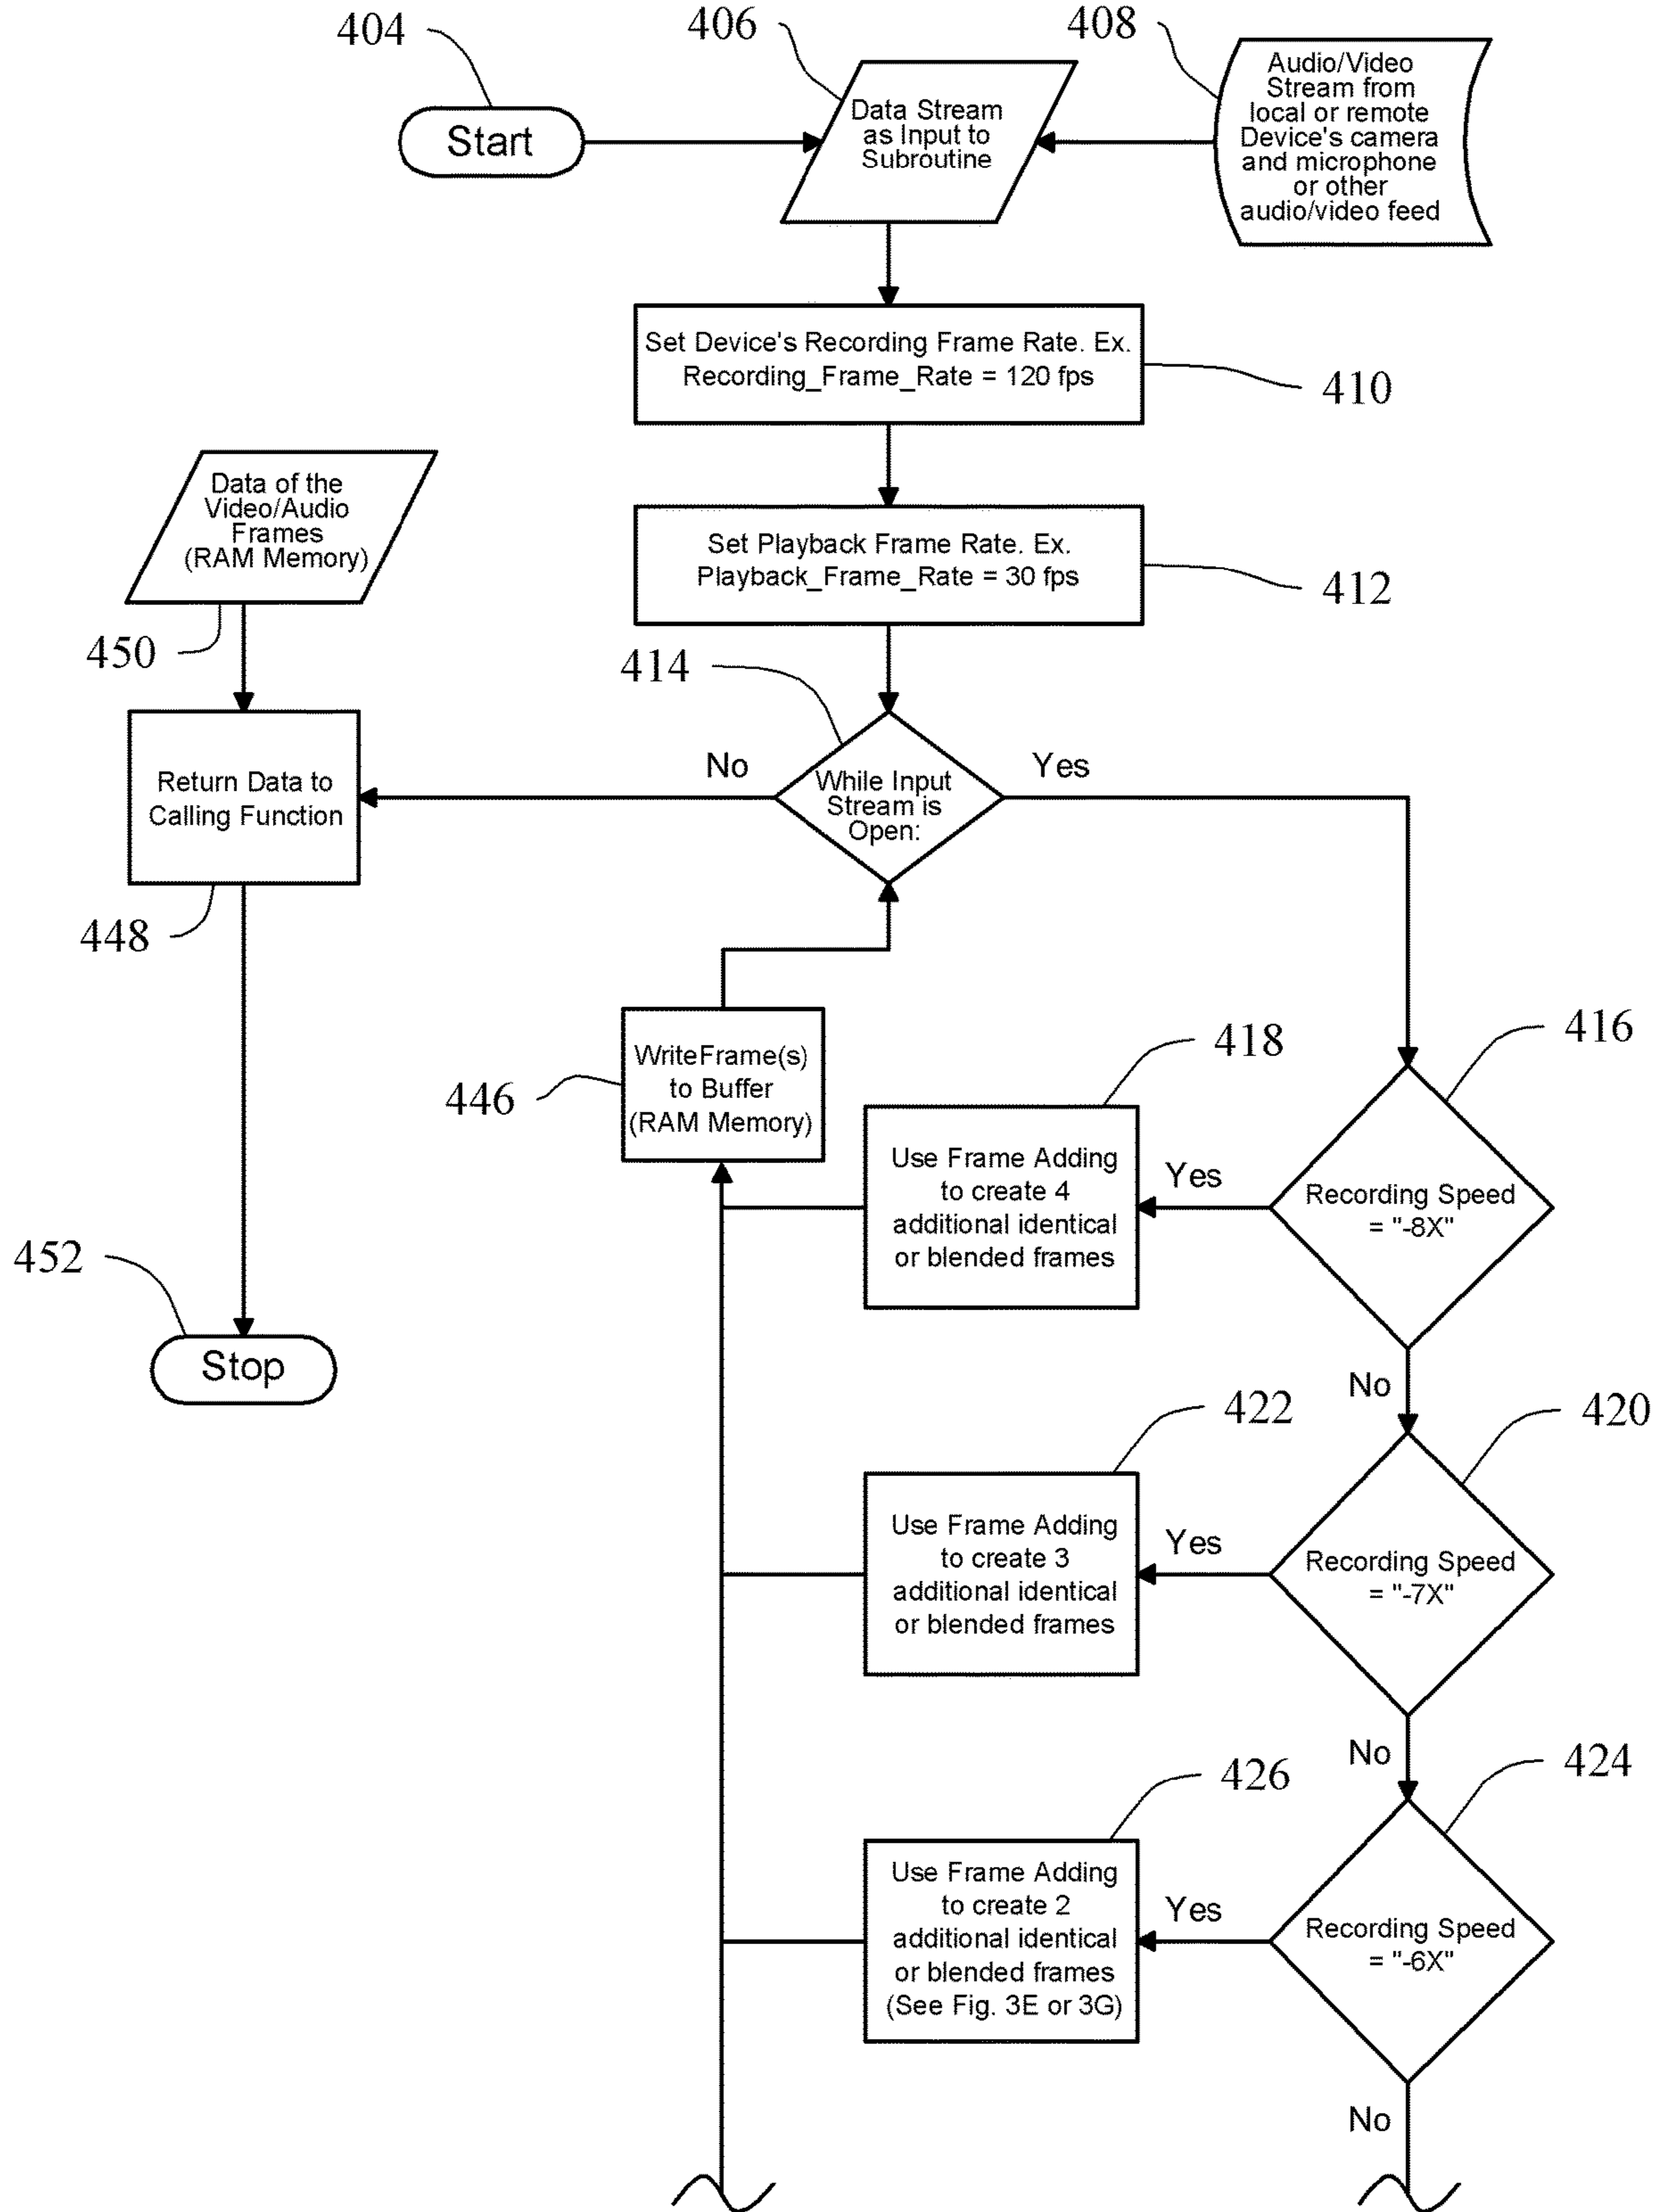 404
406
408
Start
Data Stream
as Input to
Subroutine
Audio/Video
Stream from
local or remote
Device's camera
and microphone
or other
audio/video feed
Set Device's Recording Frame Rate. Ex.
Recording_Frame_Rate = 120 fps
410
Data of the
Video/Audio
Frames
(RAM Memory)
450
Set Playback Frame Rate. Ex.
Playback_Frame_Rate = 30 fps
412
414
No
Yes
While Input
Stream is
Open:
Return Data to
Calling Function
448
WriteFrame(s)
to Buffer
(RAM Memory)
446
418
416
Use Frame Adding
to create 4
additional identical
or blended frames
Yes
Recording Speed
= "-8X"
452
Stop
No
422
420
Use Frame Adding
to create 3
additional identical
or blended frames
Yes
Recording Speed
= "-7X"
No
426
424
Use Frame Adding
to create 2
additional identical
or blended frames
(See Fig. 3E or 3G)
Yes
Recording Speed
= "-6X"
No